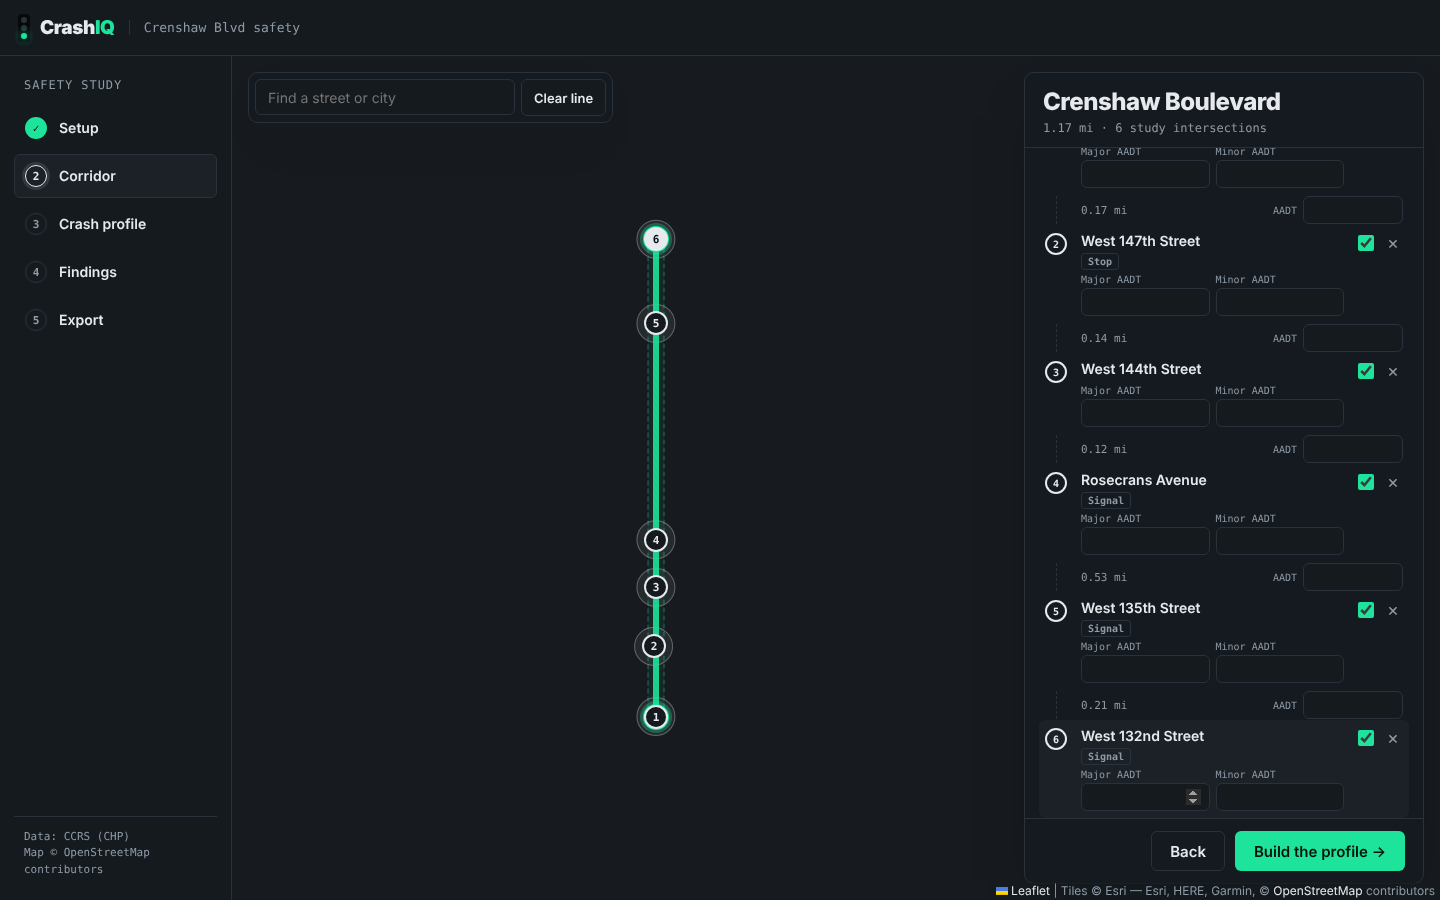 CrashIQ
Crenshaw Blvd safety
SAFETY STUDY
✓ Setup
2 Corridor
3 Crash profile
4 Findings
5 Export
Data: CCRS (CHP)
Map © OpenStreetMap
contributors
Find a street or city
Clear line
6
5
4
3
2
1
Crenshaw Boulevard
1.17 mi · 6 study intersections
Major AADT Minor AADT
0.17 mi AADT
2 West 147th Street ×
Stop
Major AADT Minor AADT
0.14 mi AADT
3 West 144th Street ×
Major AADT Minor AADT
0.12 mi AADT
4 Rosecrans Avenue ×
Signal
Major AADT Minor AADT
0.53 mi AADT
5 West 135th Street ×
Signal
Major AADT Minor AADT
0.21 mi AADT
6 West 132nd Street ×
Signal
Major AADT Minor AADT
Back
Build the profile →
Leaflet | Tiles © Esri — Esri, HERE, Garmin, © OpenStreetMap contributors